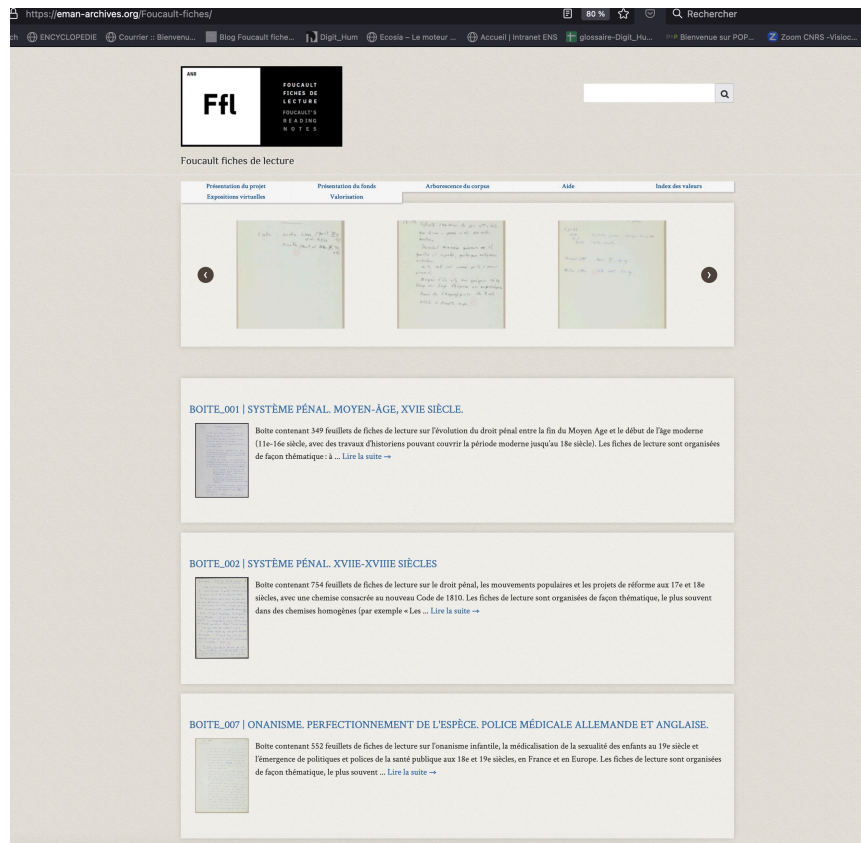 https://eman-archives.org/Foucault-fiches/
80 %
Rechercher
ch
ENCYCLOPEDIE
Courrier :: Bienvenu...
Blog Foucault fiche...
Digit_Hum
Ecosia – Le moteur ...
Accueil | Intranet ENS
glossaire-Digit_Hu...
Bienvenue sur POP...
Zoom CNRS -Visioc...
ANR
Ffl
FOUCAULT
FICHES DE
LECTURE
FOUCAULT'S
READING
NOTES
Foucault fiches de lecture
Présentation du projet
Présentation du fonds
Arborescence du corpus
Aide
Index des valeurs
Expositions virtuelles
Valorisation
BOITE_001 | SYSTÈME PÉNAL. MOYEN-ÂGE, XVIE SIÈCLE.
Boîte contenant 349 feuillets de fiches de lecture sur l'évolution du droit pénal entre la fin du Moyen Age et le début de l'âge moderne
(11e-16e siècle, avec des travaux d'historiens pouvant couvrir la période moderne jusqu'au 18e siècle). Les fiches de lecture sont organisées
de façon thématique : à ... Lire la suite →
BOITE_002 | SYSTÈME PÉNAL. XVIIE-XVIIIE SIÈCLES
Boîte contenant 754 feuillets de fiches de lecture sur le droit pénal, les mouvements populaires et les projets de réforme aux 17e et 18e
siècles, avec une chemise consacrée au nouveau Code de 1810. Les fiches de lecture sont organisées de façon thématique, le plus souvent
dans des chemises homogènes (par exemple « Les ... Lire la suite →
BOITE_007 | ONANISME. PERFECTIONNEMENT DE L'ESPÈCE. POLICE MÉDICALE ALLEMANDE ET ANGLAISE.
Boîte contenant 552 feuillets de fiches de lecture sur l'onanisme infantile, la médicalisation de la sexualité des enfants au 19e siècle et
l'émergence de politiques et polices de la santé publique aux 18e et 19e siècles, en France et en Europe. Les fiches de lecture sont organisées
de façon thématique, le plus souvent ... Lire la suite →